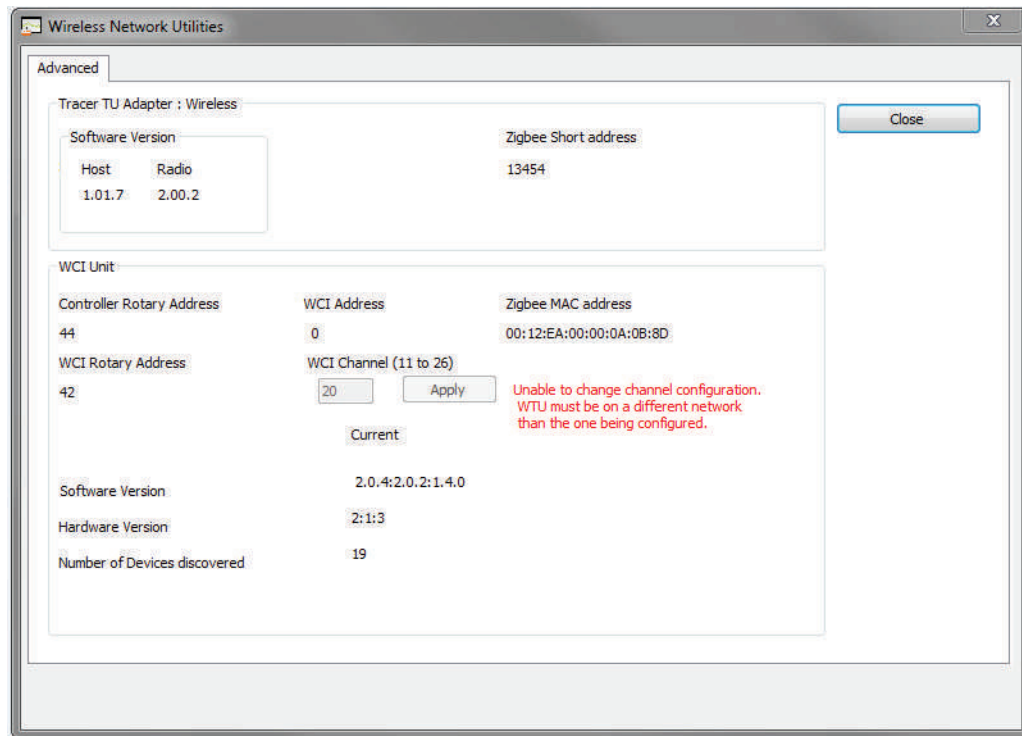 Wireless Network Utilities
X
Advanced
Tracer TU Adapter : Wireless
Close
Software Version
Zigbee Short address
Host Radio
13454
1.01.7 2.00.2
WCI Unit
Controller Rotary Address WCI Address Zigbee MAC address
44 0 00:12:EA:00:00:0A:0B:8D
WCI Rotary Address WCI Channel (11 to 26)
42 20 Apply
Unable to change channel configuration.
WTU must be on a different network
than the one being configured.
Current
Software Version 2.0.4:2.0.2:1.4.0
Hardware Version 2:1:3
Number of Devices discovered 19